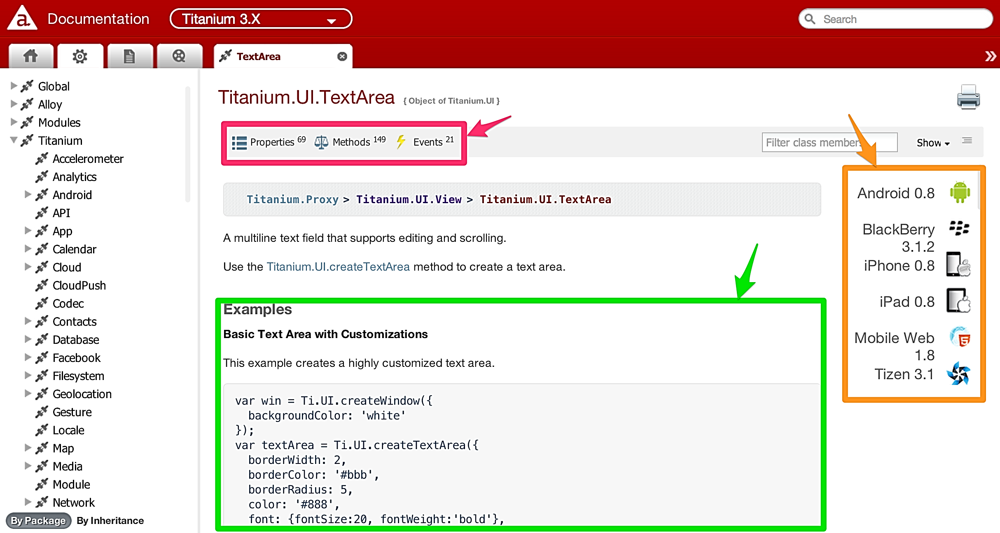 a.
Documentation
Titanium 3.X
Search
TextArea
Global
Alloy
Modules
Titanium
Accelerometer
Analytics
Android
API
App
Calendar
Cloud
CloudPush
Codec
Contacts
Database
Facebook
Filesystem
Geolocation
Gesture
Locale
Map
Media
Module
Network
By Package By Inheritance
Titanium.UI.TextArea { Object of Titanium.UI }
Properties 69 Methods 149 Events 21
Filter class members
Show
Titanium.Proxy > Titanium.UI.View > Titanium.UI.TextArea
A multiline text field that supports editing and scrolling.
Use the Titanium.UI.createTextArea method to create a text area.
Examples
Basic Text Area with Customizations
This example creates a highly customized text area.
var win = Ti.UI.createWindow({
  backgroundColor: 'white'
});
var textArea = Ti.UI.createTextArea({
  borderWidth: 2,
  borderColor: '#bbb',
  borderRadius: 5,
  color: '#888',
  font: {fontSize:20, fontWeight:'bold'},
Android 0.8
BlackBerry
3.1.2
iPhone 0.8
iPad 0.8
Mobile Web
1.8
5
Tizen 3.1